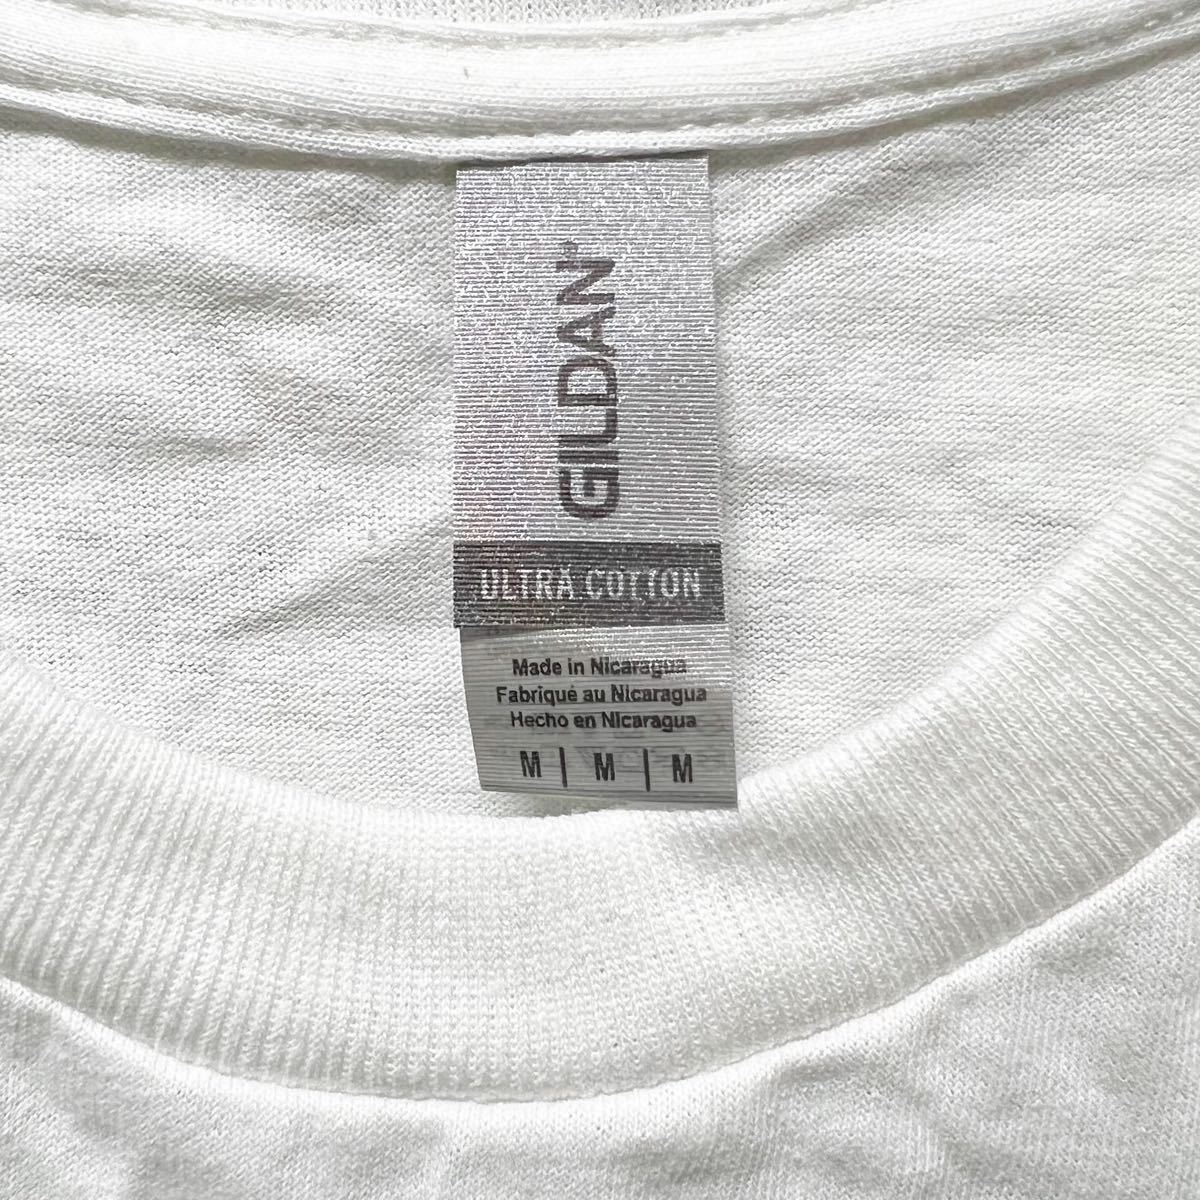 GILDAN®
ULTRA COTTON
Made in Nicaragua
Fabriqué au Nicaragua
Hecho en Nicaragua
M | M | M